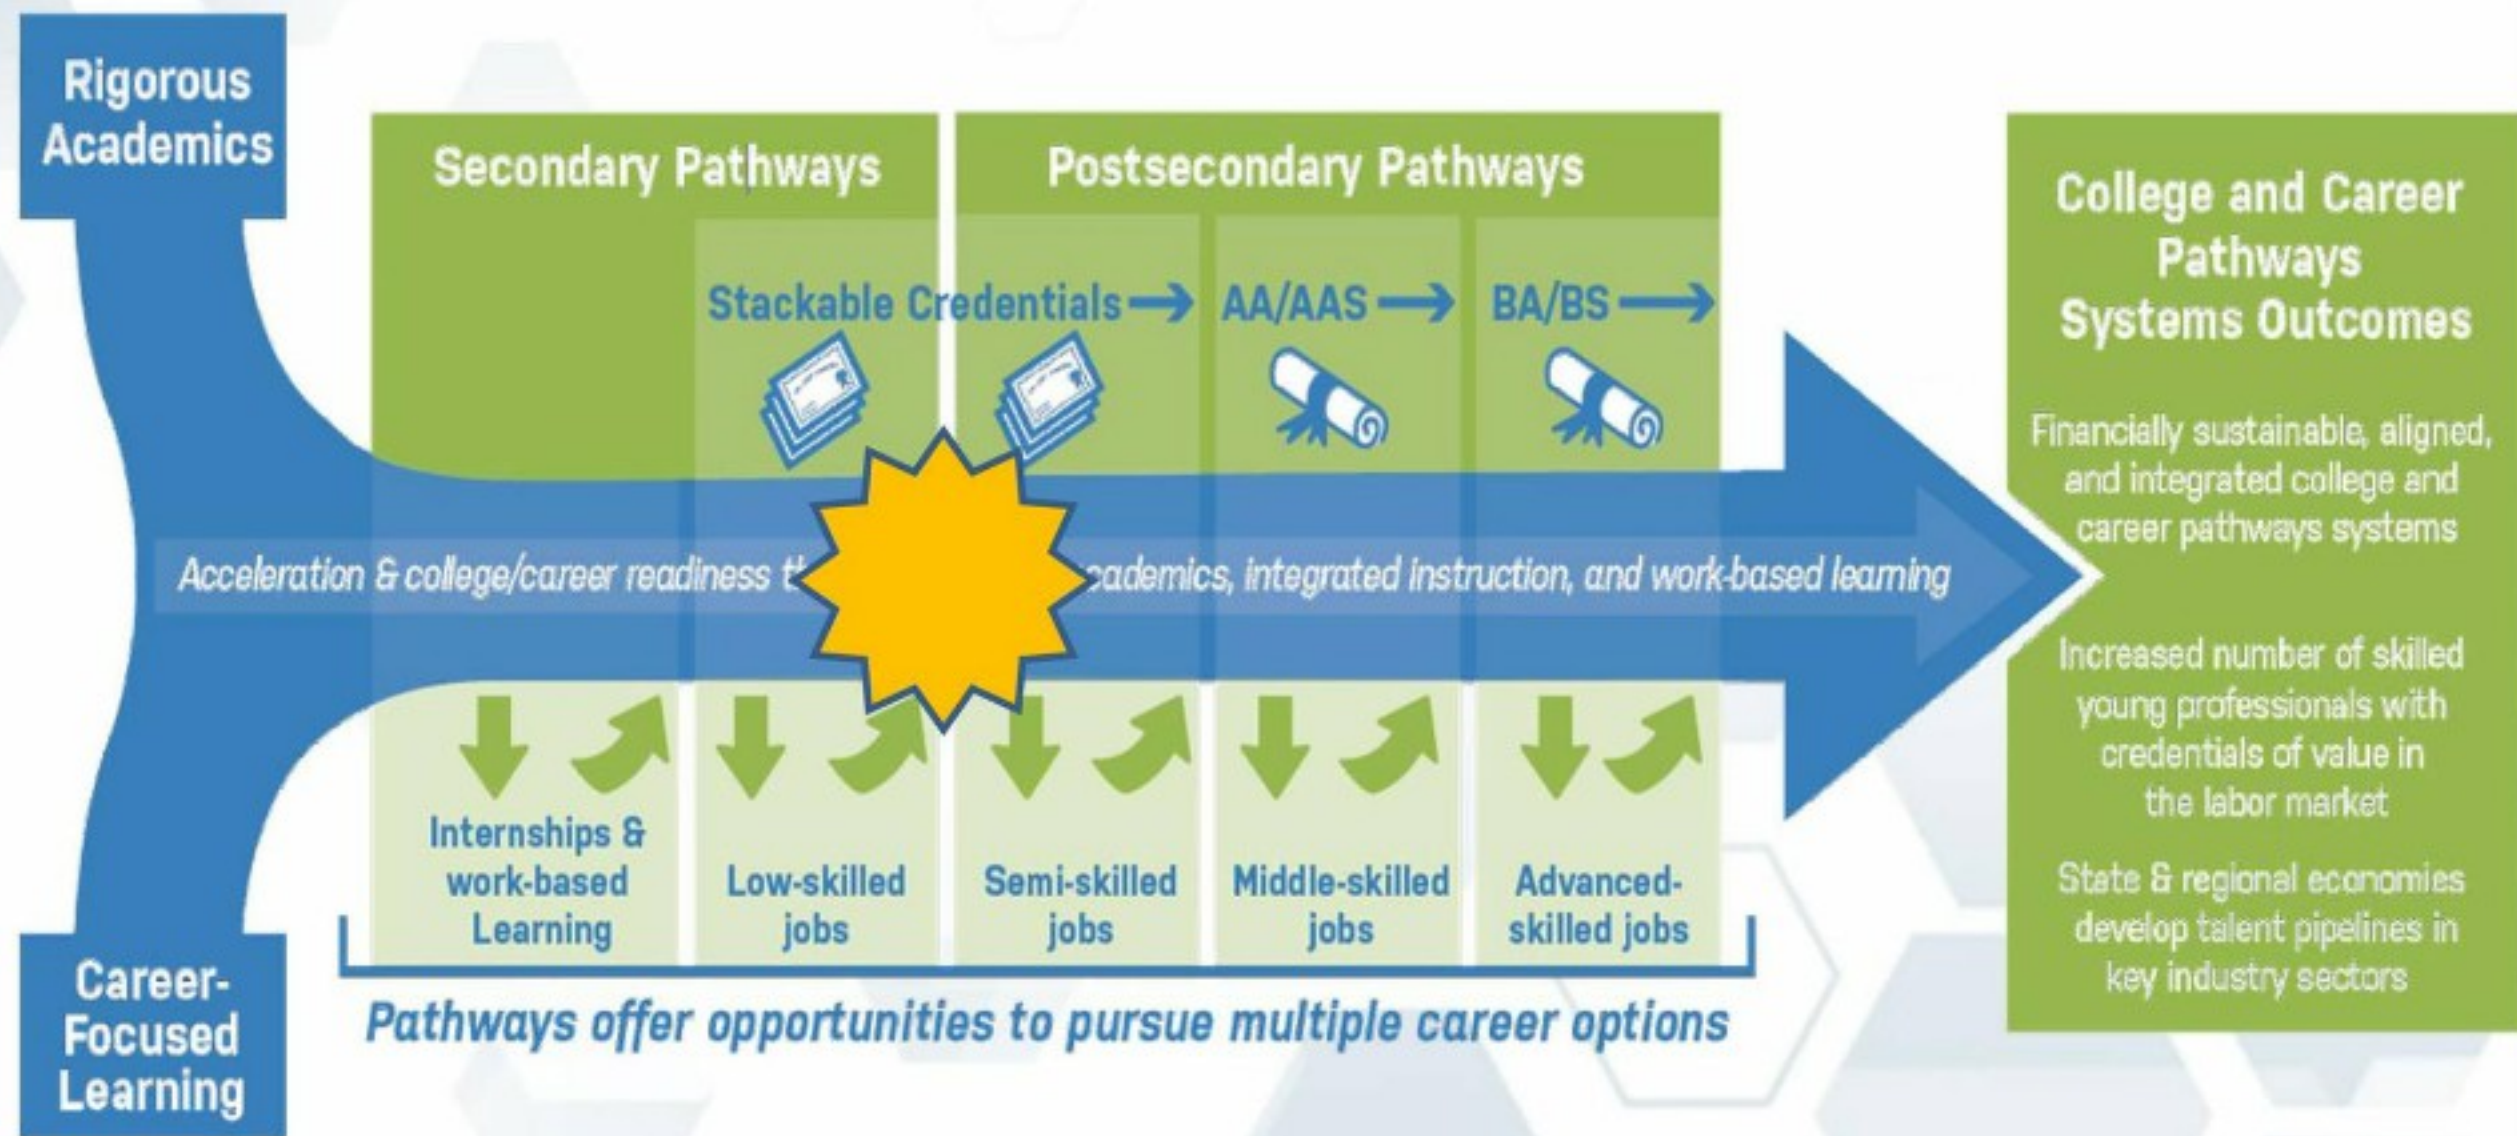 Rigorous
Academics
Secondary Pathways
Postsecondary Pathways
Stackable Credentials
AA/AAS
BA/BS
Acceleration & college/career readiness
academics, integrated instruction, and work-based learning
Internships &
work-based
Learning
Low-skilled
jobs
Semi-skilled
jobs
Middle-skilled
jobs
Advanced-
skilled jobs
Pathways offer opportunities to pursue multiple career options
Career-
Focused
Learning
College and Career
Pathways
Systems Outcomes
Financially sustainable, aligned,
and integrated college and
career pathways systems
Increased number of skilled
young professionals with
credentials of value in
the labor market
State & regional economies
develop talent pipelines in
key industry sectors